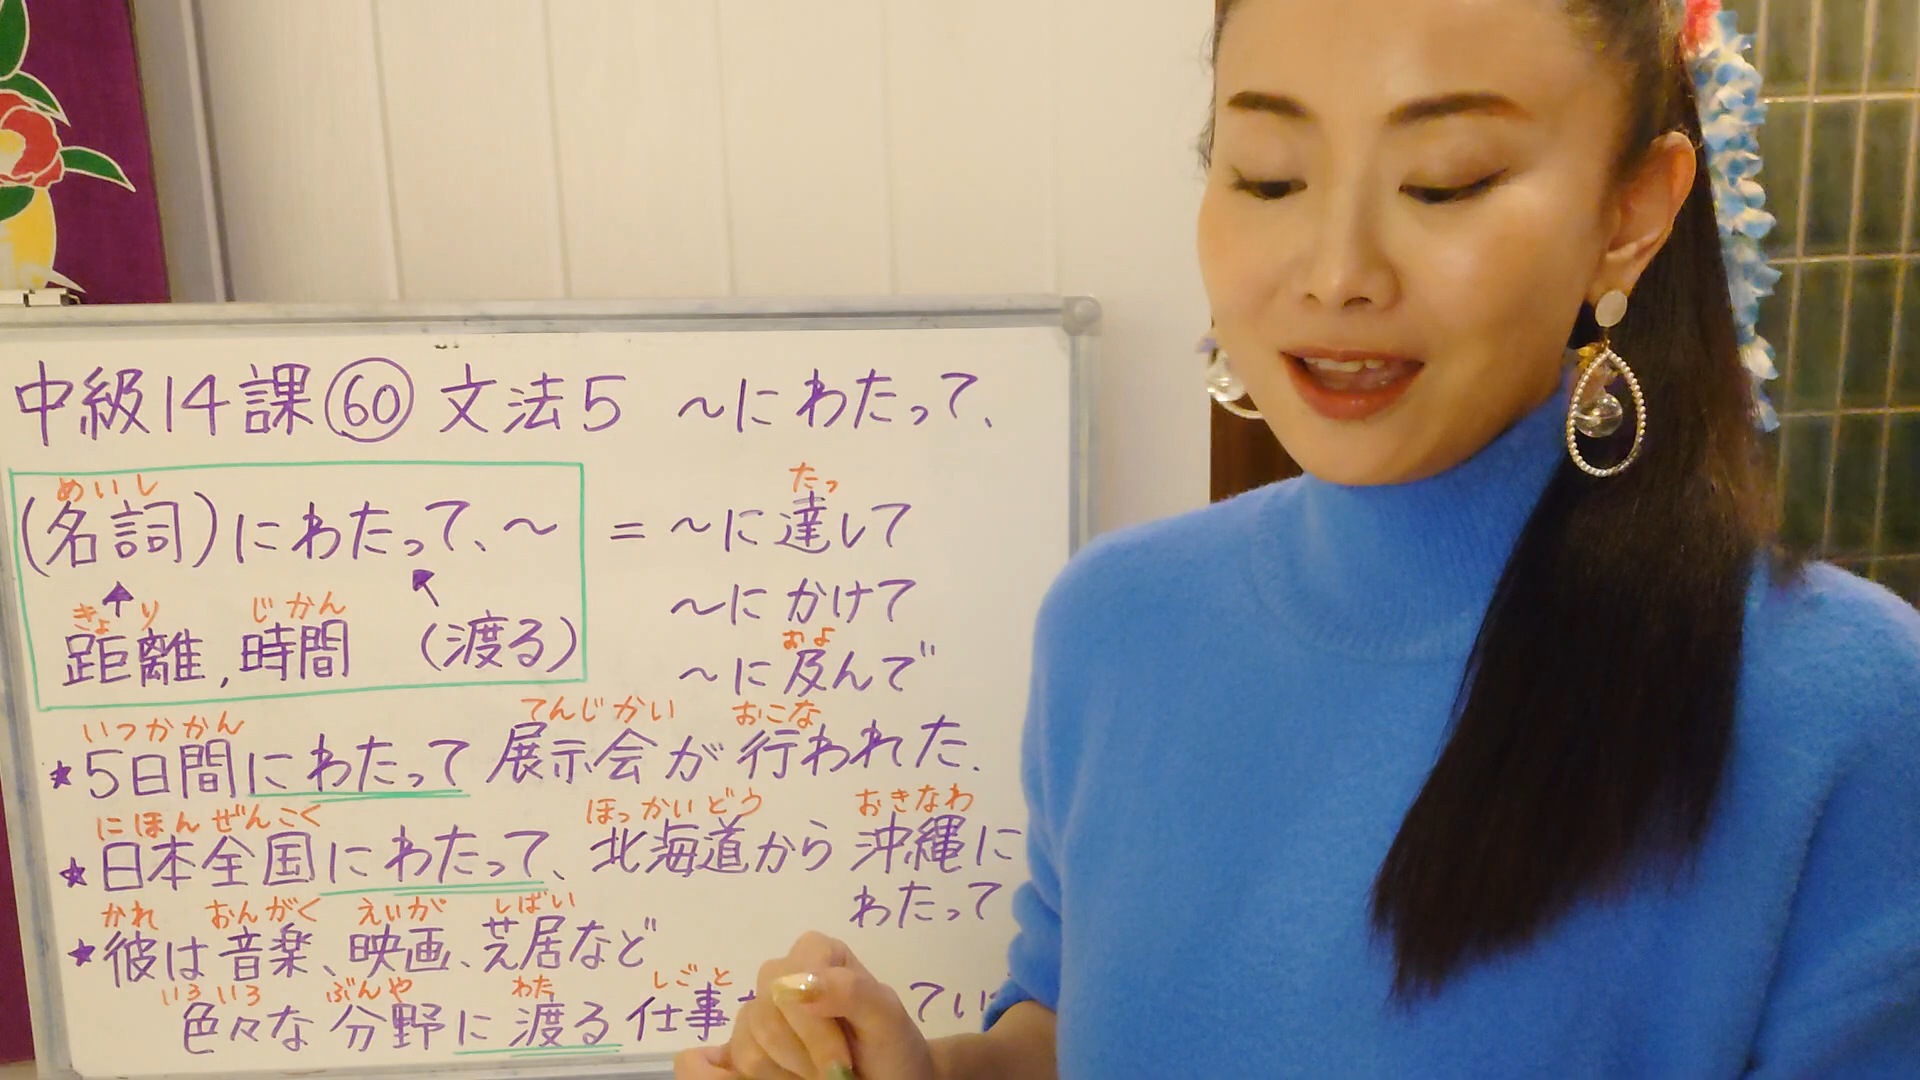 中級14課60文法5 ～にわたって、
めいし たっ
(名詞)にわたって、～ = ～に達して
～にかけて
きょり じかん およ
距離,時間 (渡る) ～に及んで
いつかかん てんじかい おこな
★5日間にわたって展示会が行われた.
にほんぜんこく ほっかいどう おきなわ
★日本全国にわたって、北海道から沖縄に
わたって
かれ おんがく えいが しばい
★彼は音楽、映画、芝居など
いろいろ ぶんや わた しごと
色々な分野に渡る仕事 てい